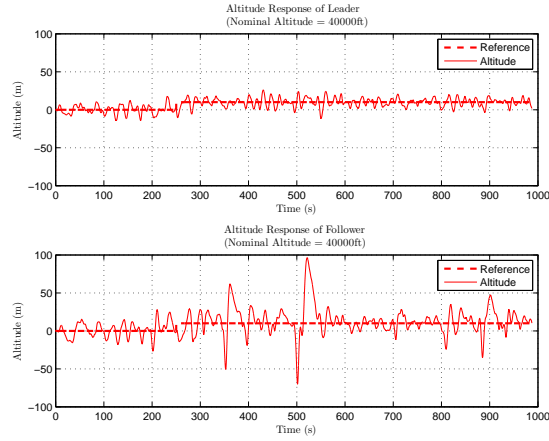 Altitude Response of Leader
(Nominal Altitude = 40000ft)
100
50
0
−50
−100
Altitude (m)
0 100 200 300 400 500 600 700 800 900 1000
Time (s)
Reference
Altitude
Altitude Response of Follower
(Nominal Altitude = 40000ft)
100
50
0
−50
−100
Altitude (m)
0 100 200 300 400 500 600 700 800 900 1000
Time (s)
Reference
Altitude